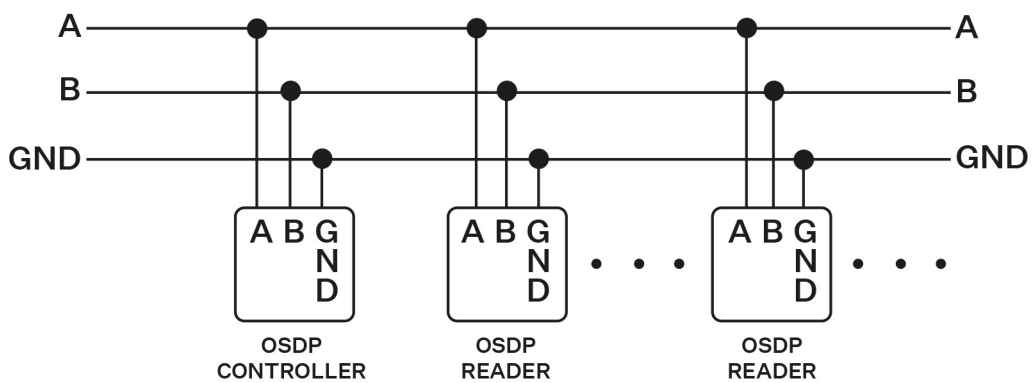 A A
B B
GND GND
A B G
N
D
A B G
N
D
A B G
N
D
OSDP
CONTROLLER
OSDP
READER
OSDP
READER